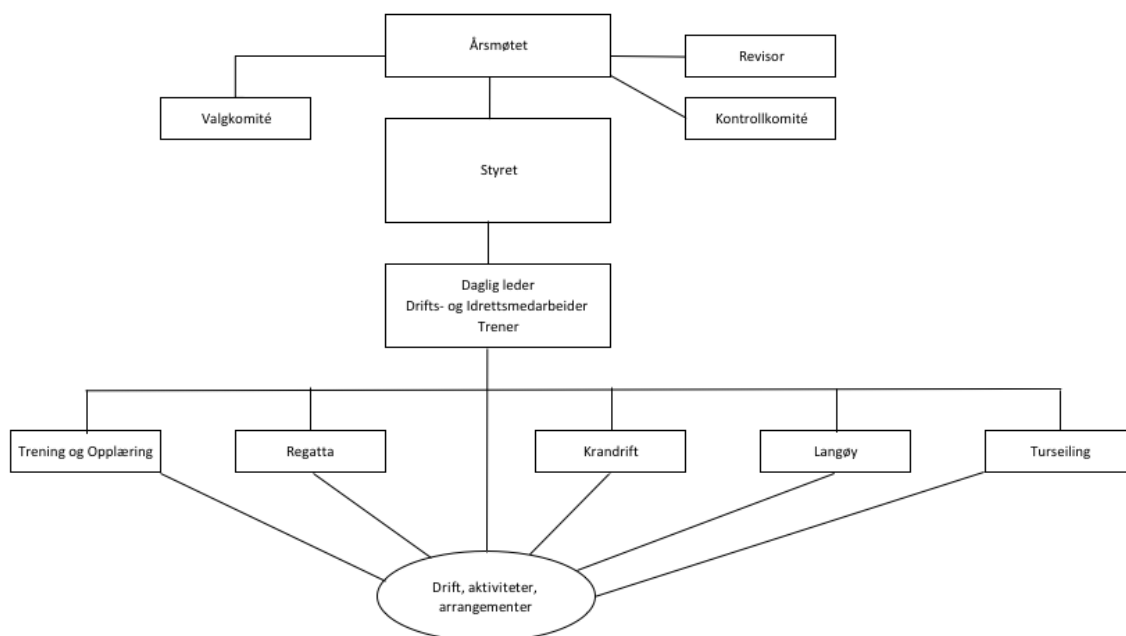 Årsmøtet
Revisor
Valgkomité
Kontrollkomité
Styret
Daglig leder
Drifts- og Idrettsmedarbeider
Trener
Trening og Opplæring
Regatta
Krandrift
Langøy
Turseiling
Drift, aktiviteter,
arrangementer